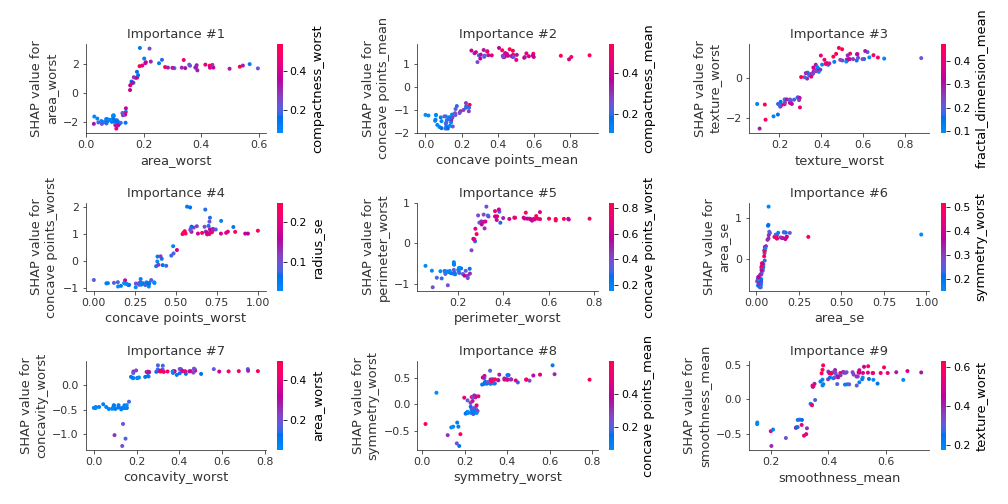 Importance #1
SHAP value for
area_worst
2
0
−2
0.0 0.2 0.4 0.6
area_worst
0.4
0.2
compactness_worst
Importance #2
SHAP value for
concave points_mean
1
0
−1
−2
0.0 0.2 0.4 0.6 0.8
concave points_mean
0.4
0.2
compactness_mean
Importance #3
SHAP value for
texture_worst
0
−2
0.2 0.4 0.6 0.8
texture_worst
0.4
0.3
0.2
0.1
fractal_dimension_mean
Importance #4
SHAP value for
concave points_worst
2
1
0
−1
0.00 0.25 0.50 0.75 1.00
concave points_worst
0.2
0.1
radius_se
Importance #5
SHAP value for
perimeter_worst
1
0
−1
0.2 0.4 0.6 0.8
perimeter_worst
0.8
0.6
0.4
0.2
concave points_worst
Importance #6
SHAP value for
area_se
1
0
0.00 0.25 0.50 0.75 1.00
area_se
0.5
0.4
0.3
0.2
symmetry_worst
Importance #7
SHAP value for
concavity_worst
0.0
−0.5
−1.0
0.0 0.2 0.4 0.6 0.8
concavity_worst
0.4
0.2
area_worst
Importance #8
SHAP value for
symmetry_worst
0.5
0.0
−0.5
0.0 0.2 0.4 0.6 0.8
symmetry_worst
0.4
0.2
concave points_mean
Importance #9
SHAP value for
smoothness_mean
0.5
0.0
−0.5
0.2 0.4 0.6
smoothness_mean
0.6
0.4
0.2
texture_worst